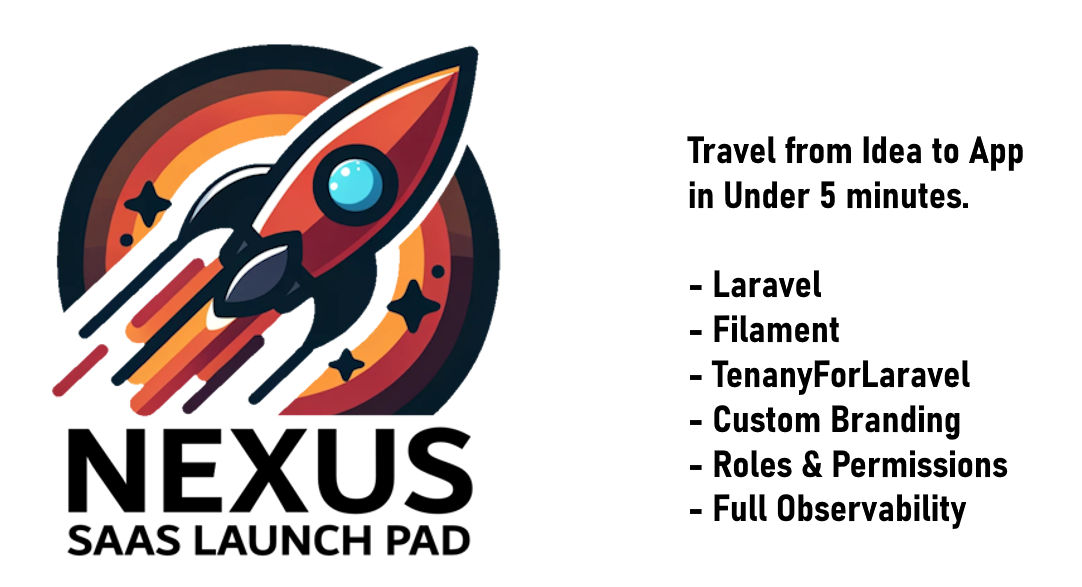 NEXUS
SAAS LAUNCH PAD
Travel from Idea to App
in Under 5 minutes.
- Laravel
- Filament
- TenanyForLaravel
- Custom Branding
- Roles & Permissions
- Full Observability